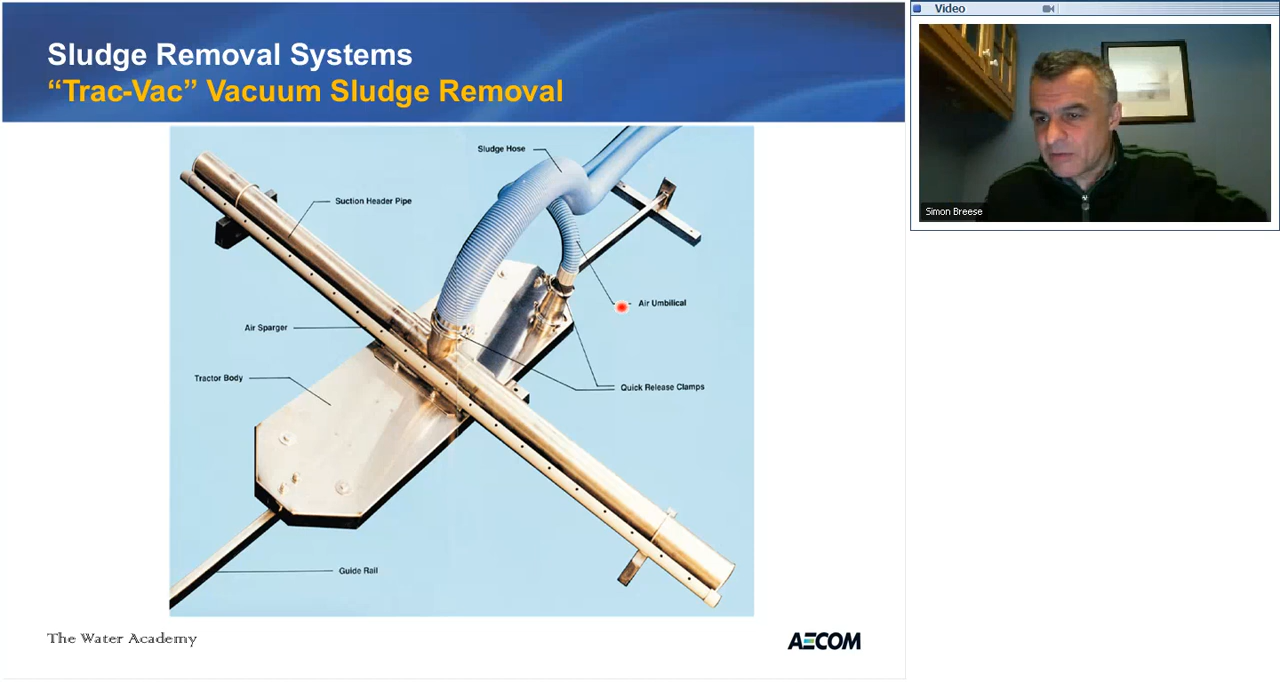 Sludge Removal Systems
“Trac-Vac” Vacuum Sludge Removal
Sludge Hose
Suction Header Pipe
Air Umbilical
Air Sparger
Tractor Body
Quick Release Clamps
Guide Rail
The Water Academy
AECOM
Video
Simon Breese